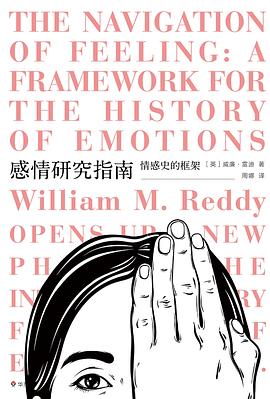 THE NAVIGATION
OF FEELING: A
FRAMEWORK FOR
THE HISTORY
OF EMOTIONS
感情研究指南 情感史的框架 [英] 威廉·雷迪 著
周娜 译
William M. Reddy
OPENS UP NEW